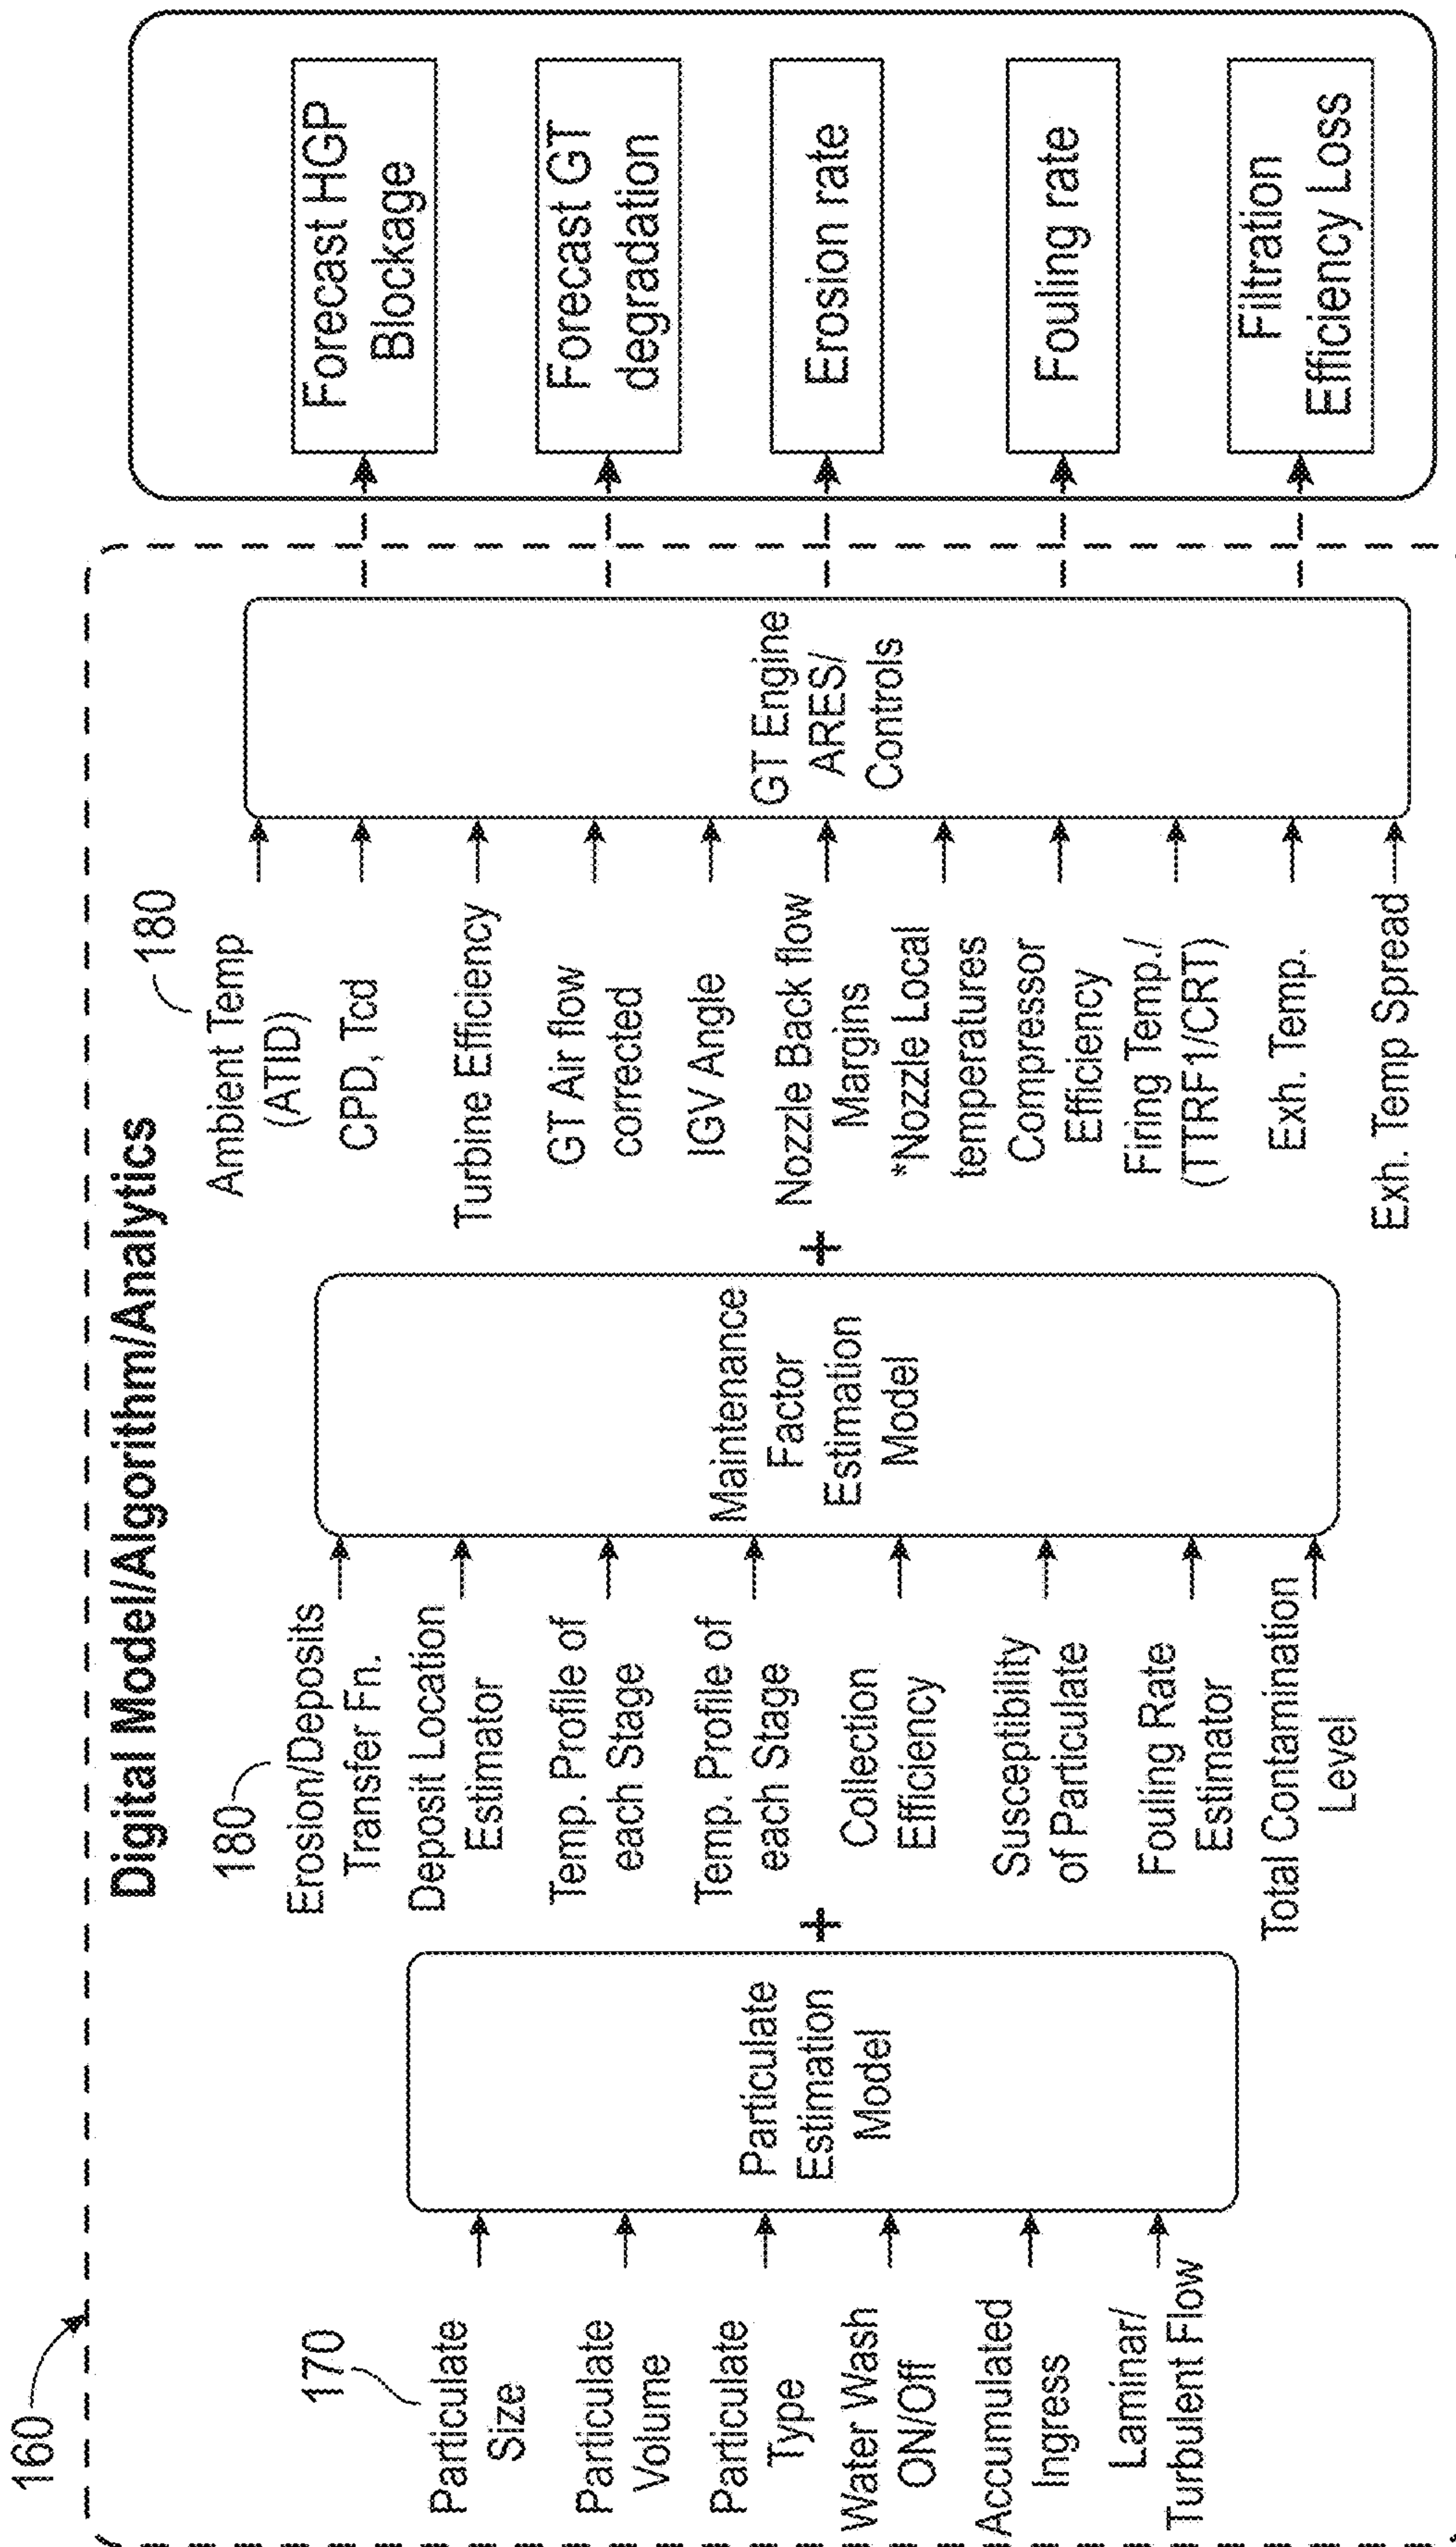 160
Digital Model/Algorithm/Analytics
170
Particulate
Size
Particulate
Volume
Particulate
Type
Water Wash
ON/Off
Accumulated
Ingress
Laminar/
Turbulent Flow
Particulate
Estimation
Model
+
180
Erosion/Deposits
Transfer Fn.
Deposit Location
Estimator
Temp. Profile of
each Stage
Temp. Profile of
each Stage
Collection
Efficiency
Susceptibility
of Particulate
Fouling Rate
Estimator
Total Contamination
Level
Maintenance
Factor
Estimation
Model
+
180
Ambient Temp
(ATID)
CPD, Tcd
Turbine Efficiency
GT Air flow
corrected
IGV Angle
Nozzle Back flow
Margins
*Nozzle Local
temperatures
Compressor
Efficiency
Firing Temp./
(TTRF1/CRT)
Exh. Temp.
Exh. Temp Spread
GT Engine
ARES/
Controls
Forecast HGP
Blockage
Forecast GT
degradation
Erosion rate
Fouling rate
Filtration
Efficiency Loss